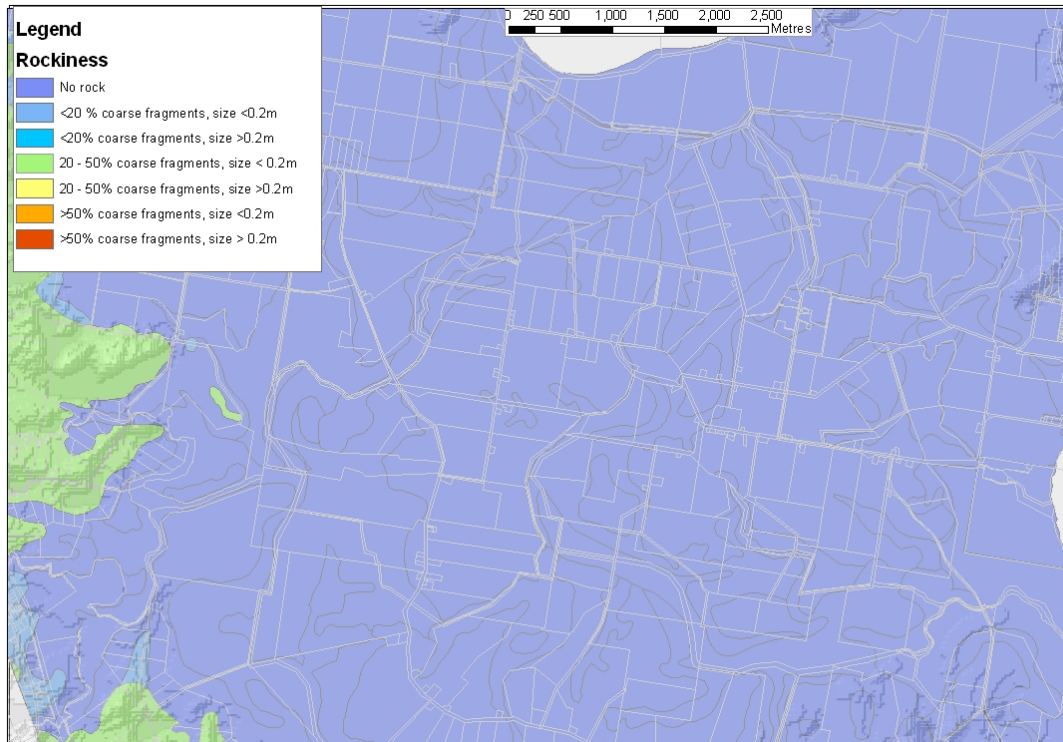 Legend
Rockiness
No rock
<20 % coarse fragments, size <0.2m
<20% coarse fragments, size >0.2m
20 - 50% coarse fragments, size < 0.2m
20 - 50% coarse fragments, size >0.2m
>50% coarse fragments, size <0.2m
>50% coarse fragments, size > 0.2m
0 250 500 1,000 1,500 2,000 2,500
Metres